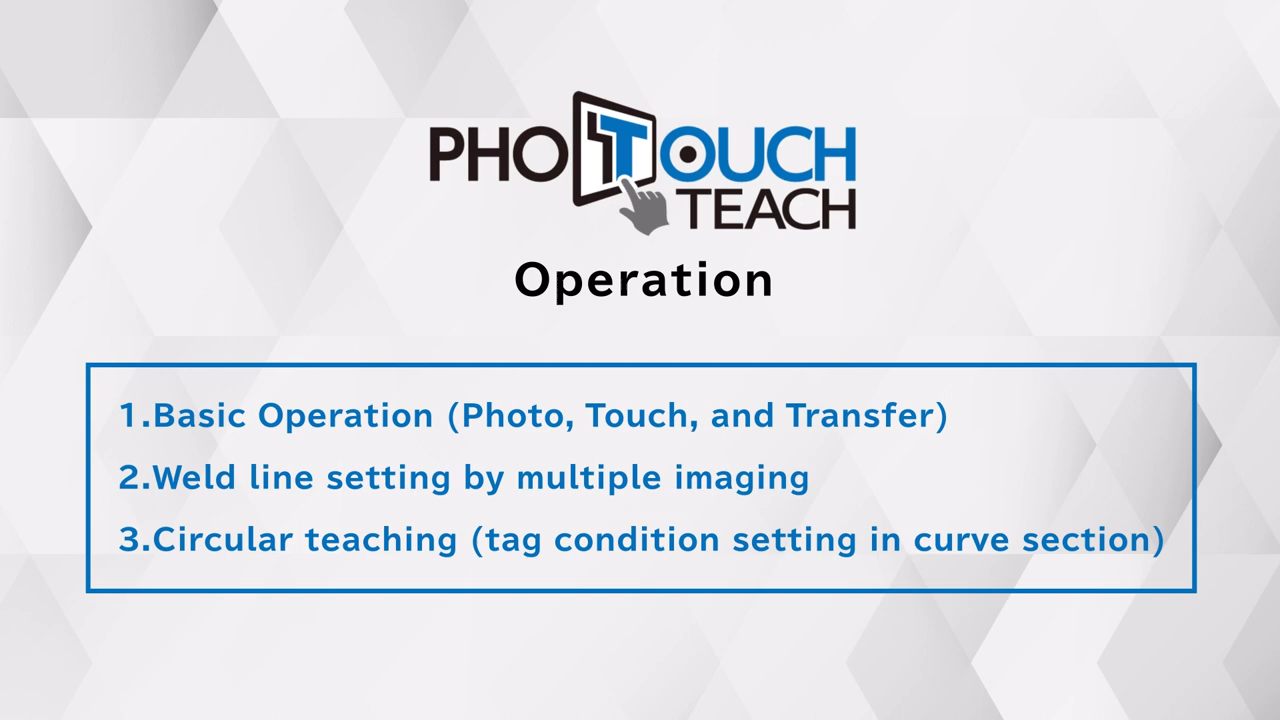 PHOTOUCH
TEACH
Operation
1.Basic Operation (Photo, Touch, and Transfer)
2.Weld line setting by multiple imaging
3.Circular teaching (tag condition setting in curve section)